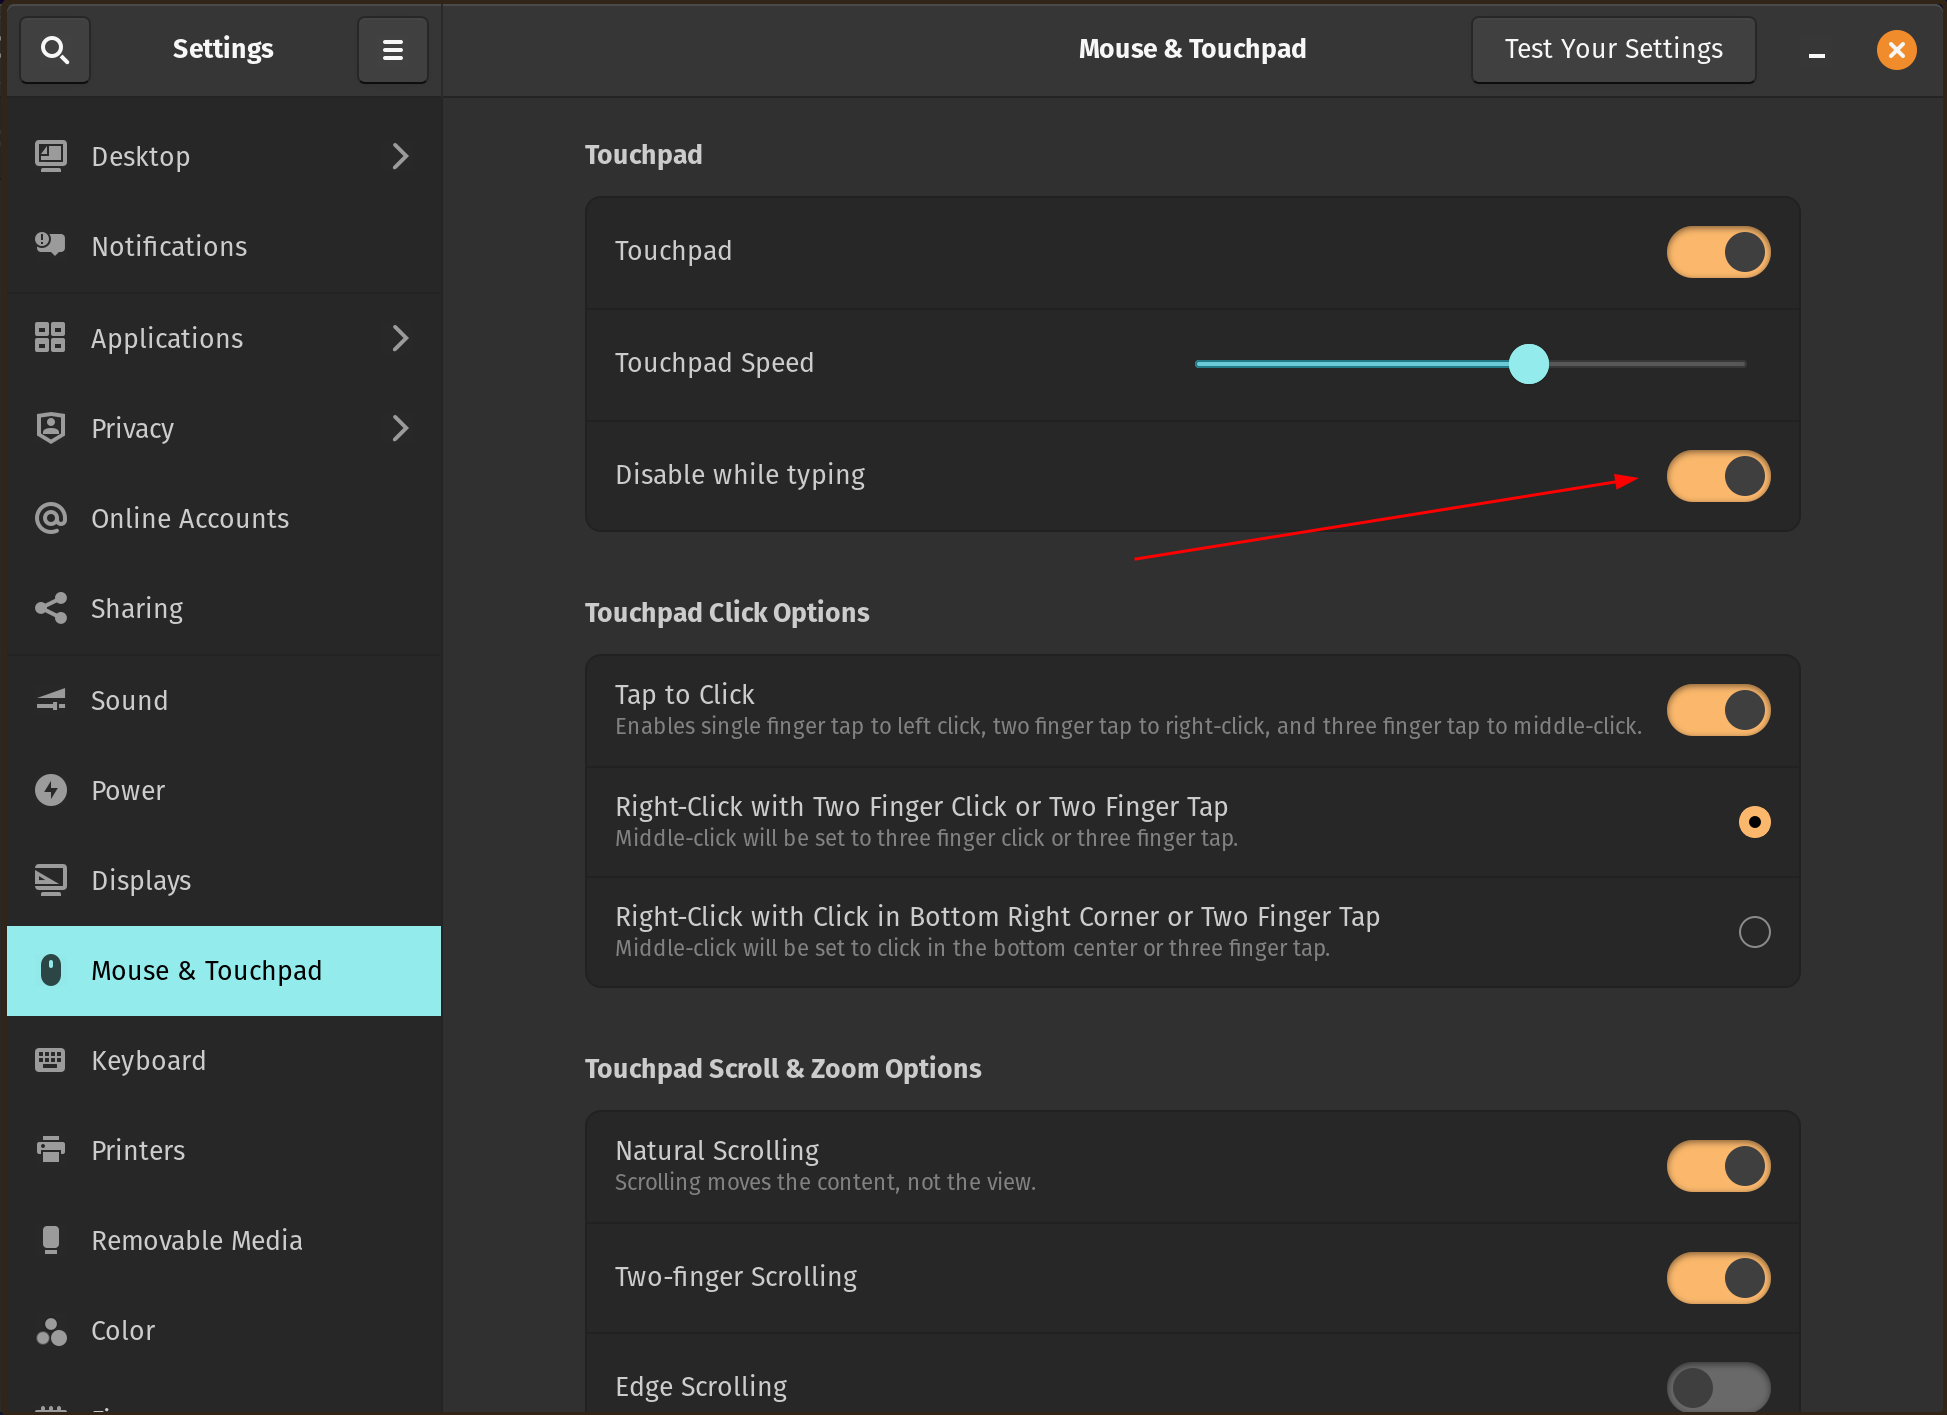 Settings
Mouse & Touchpad
Test Your Settings
Desktop
Notifications
Applications
Privacy
Online Accounts
Sharing
Sound
Power
Displays
Mouse & Touchpad
Keyboard
Printers
Removable Media
Color
Touchpad
Touchpad
Touchpad Speed
Disable while typing
Touchpad Click Options
Tap to Click
Enables single finger tap to left click, two finger tap to right-click, and three finger tap to middle-click.
Right-Click with Two Finger Click or Two Finger Tap
Middle-click will be set to three finger click or three finger tap.
Right-Click with Click in Bottom Right Corner or Two Finger Tap
Middle-click will be set to click in the bottom center or three finger tap.
Touchpad Scroll & Zoom Options
Natural Scrolling
Scrolling moves the content, not the view.
Two-finger Scrolling
Edge Scrolling